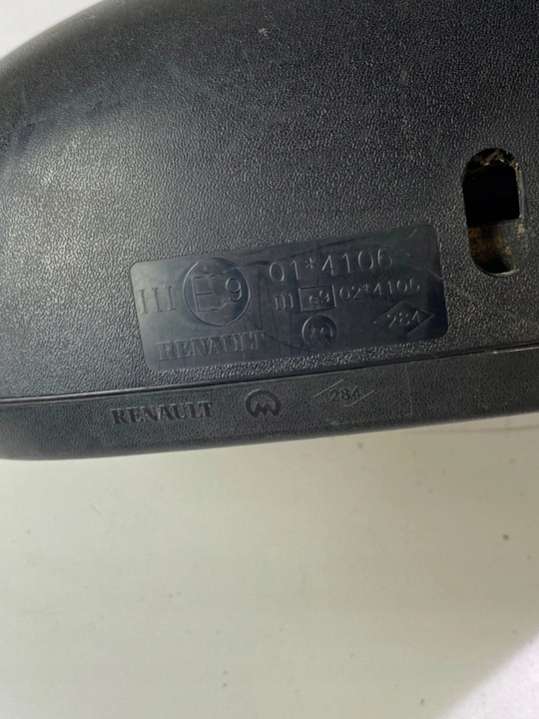 III E9 01*4106
III e9 02*4106
RENAULT 284
RENAULT 284